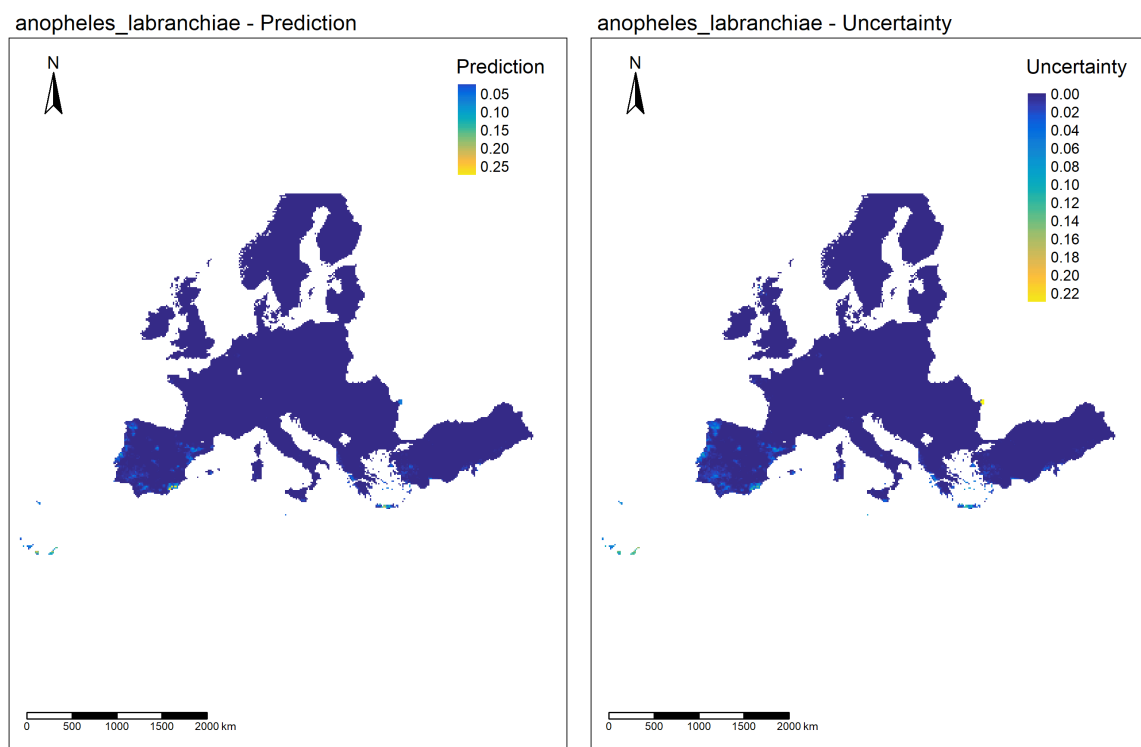 anopheles_labranchiae - Prediction
N
Prediction
0.05
0.10
0.15
0.20
0.25
0 500 1000 1500 2000 km
anopheles_labranchiae - Uncertainty
N
Uncertainty
0.00
0.02
0.04
0.06
0.08
0.10
0.12
0.14
0.16
0.18
0.20
0.22
0 500 1000 1500 2000 km